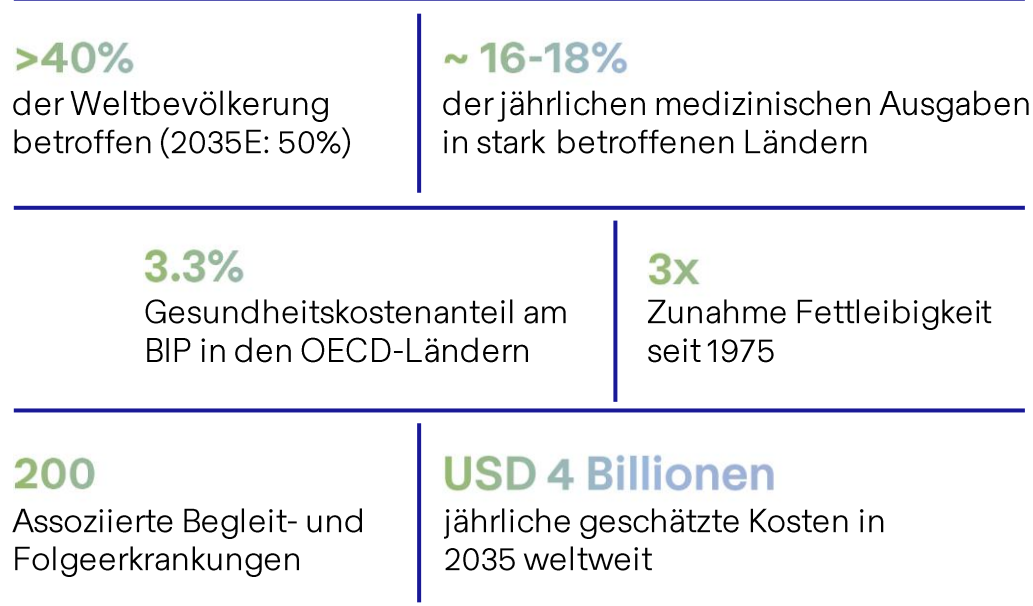 >40%
der Weltbevölkerung
betroffen (2035E: 50%)
~ 16-18%
der jährlichen medizinischen Ausgaben
in stark betroffenen Ländern
3.3%
Gesundheitskostenanteil am
BIP in den OECD-Ländern
3x
Zunahme Fettleibigkeit
seit 1975
200
Assoziierte Begleit- und
Folgeerkrankungen
USD 4 Billionen
jährliche geschätzte Kosten in
2035 weltweit